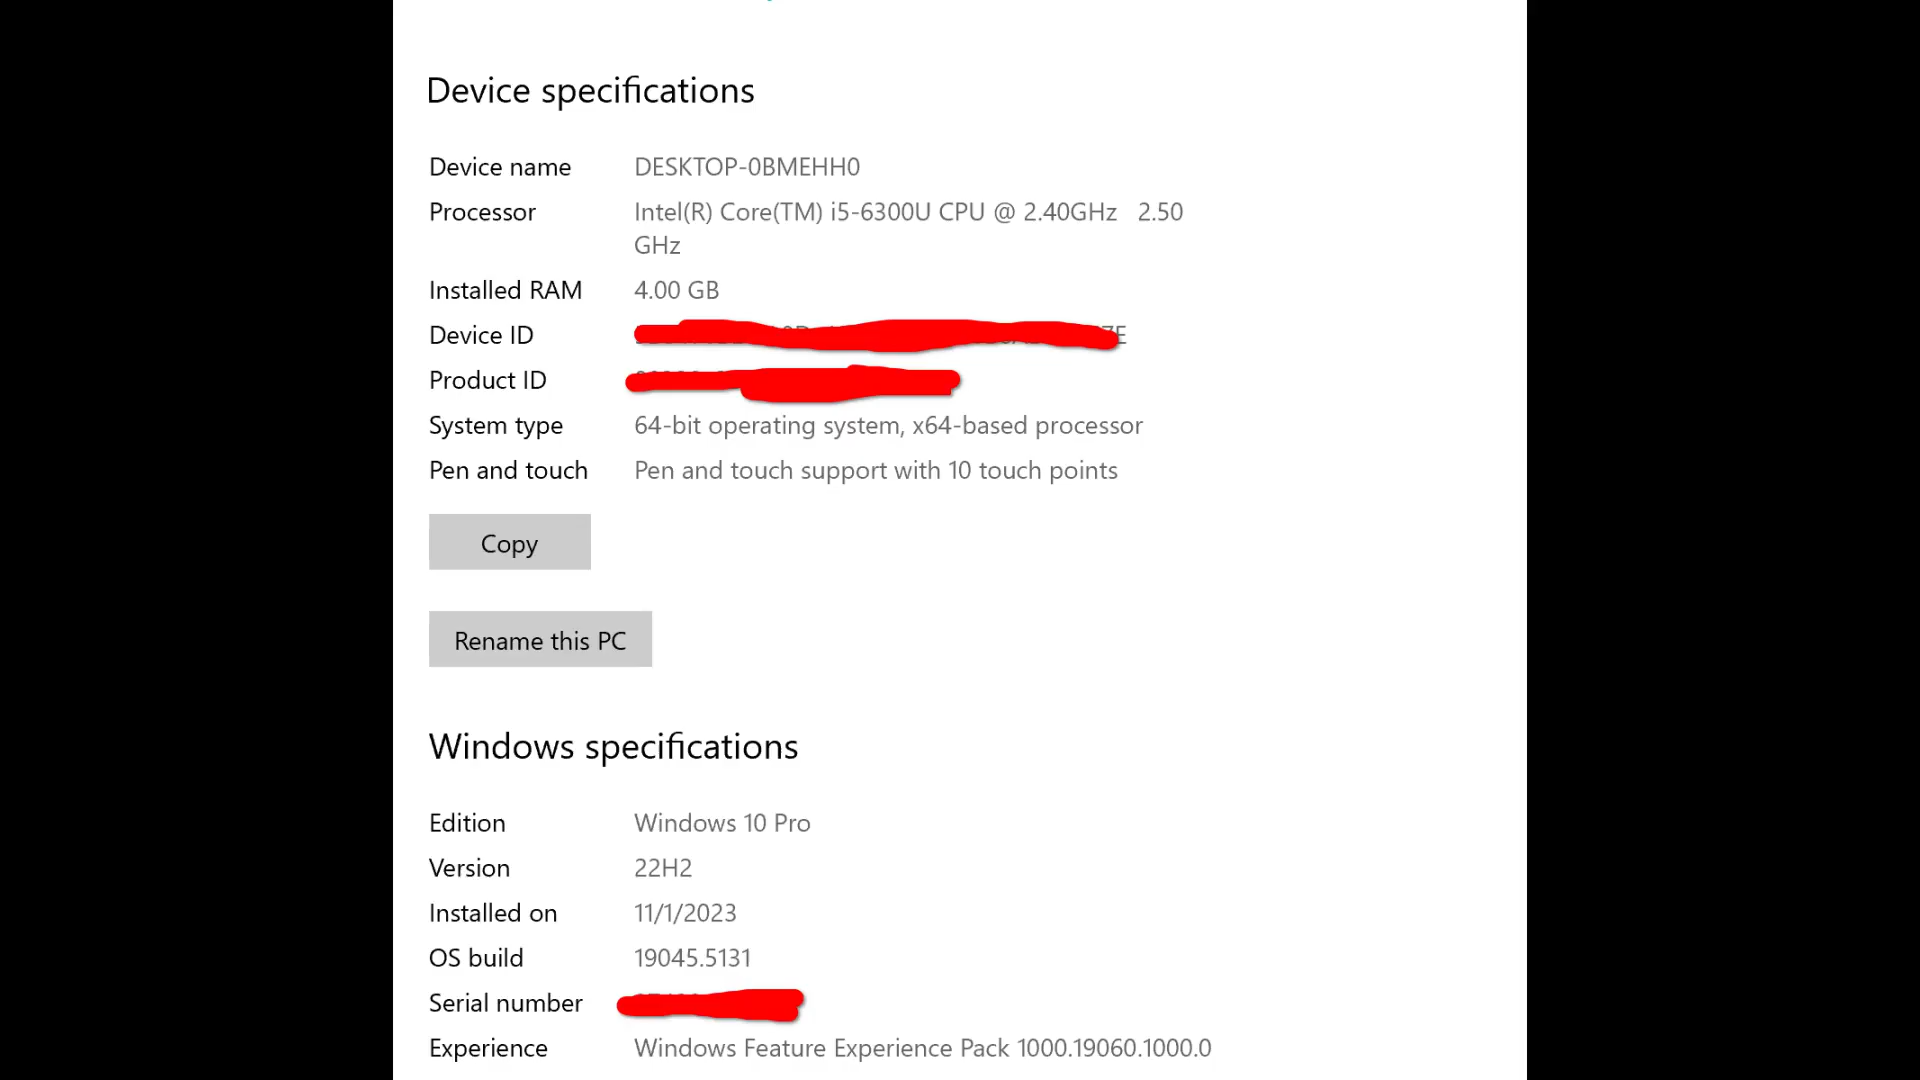 Device specifications
Device name DESKTOP-0BMEHH0
Processor Intel(R) Core(TM) i5-6300U CPU @ 2.40GHz 2.50
GHz
Installed RAM 4.00 GB
Device ID
Product ID
System type 64-bit operating system, x64-based processor
Pen and touch Pen and touch support with 10 touch points
Copy
Rename this PC
Windows specifications
Edition Windows 10 Pro
Version 22H2
Installed on 11/1/2023
OS build 19045.5131
Serial number
Experience Windows Feature Experience Pack 1000.19060.1000.0